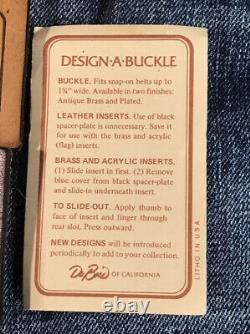 DESIGN-A-BUCKLE
BUCKLE. Fits snap-on belts up to
1¾" wide. Available in two finishes:
Antique Brass and Plated.
LEATHER INSERTS. Use of black
spacer-plate is unnecessary. Save it
for use with the brass and acrylic
(flag) inserts.
BRASS AND ACRYLIC INSERTS.
(1) Slide insert in first. (2) Remove
blue cover from black spacer-plate
and slide-in underneath insert.
TO SLIDE-OUT. Apply thumb to
face of insert and finger through
rear slot. Press outward.
NEW DESIGNS will be introduced
periodically to add to your collection.
OF CALIFORNIA
LITHO IN USA